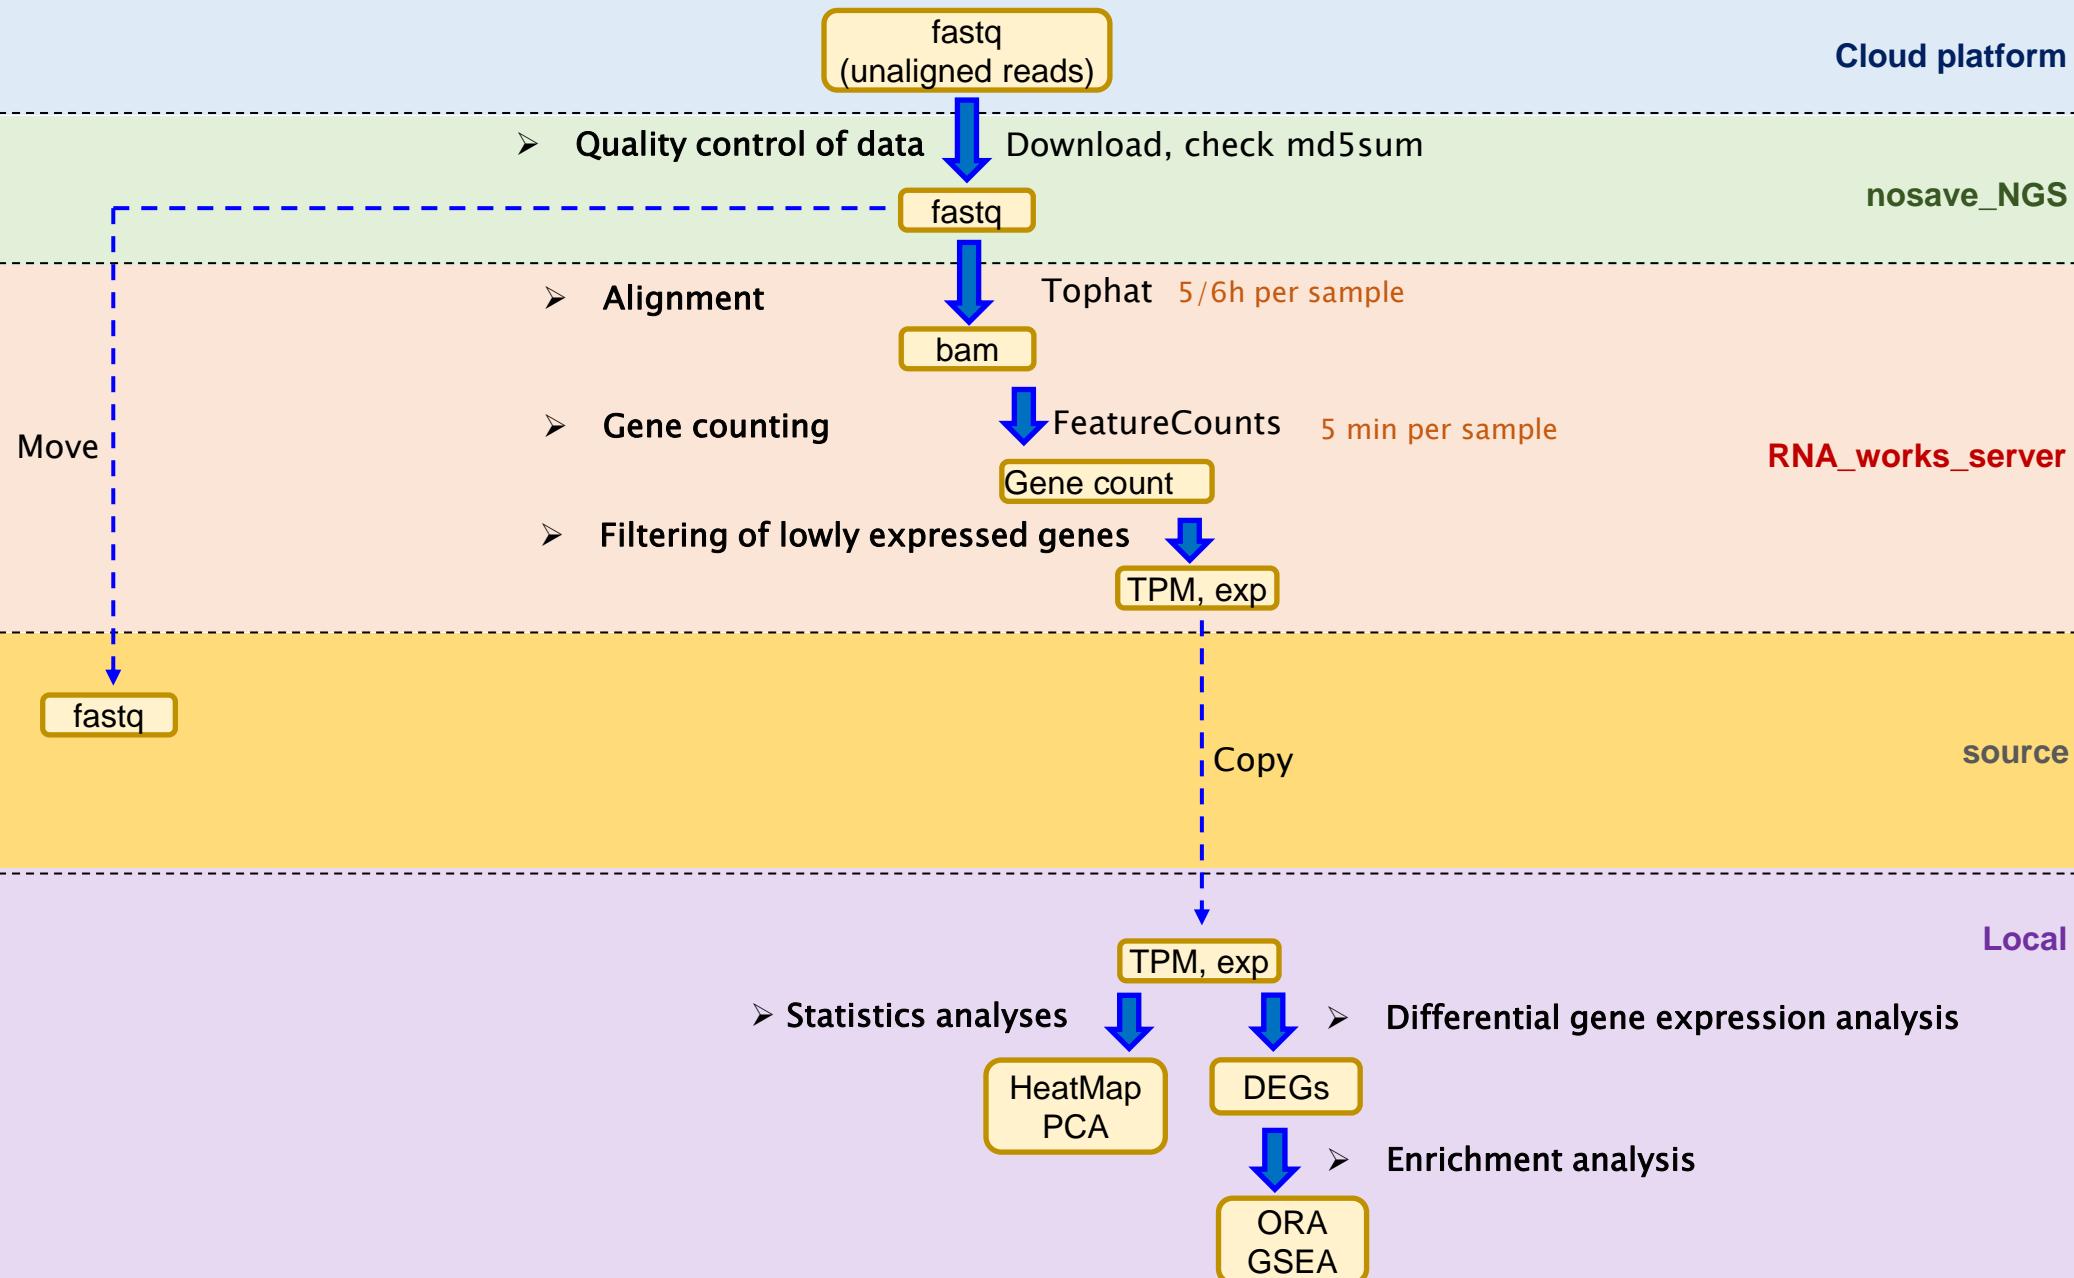 fastq
(unaligned reads)
Cloud platform
➢ Quality control of data
Download, check md5sum
nosave_NGS
fastq
➢ Alignment
Tophat
5/6h per sample
bam
➢ Gene counting
FeatureCounts
5 min per sample
Move
RNA_works_server
Gene count
➢ Filtering of lowly expressed genes
TPM, exp
fastq
source
Copy
Local
TPM, exp
➢ Statistics analyses
➢ Differential gene expression analysis
HeatMap
PCA
DEGs
➢ Enrichment analysis
ORA
GSEA